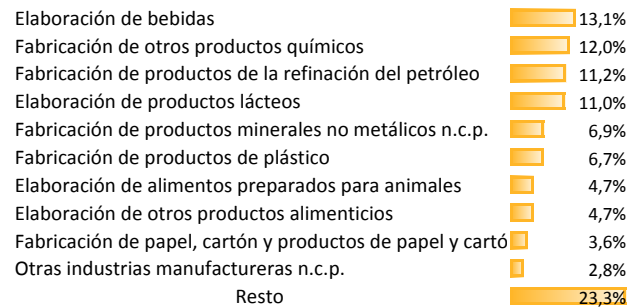 Elaboración de bebidas 13,1%
Fabricación de otros productos químicos 12,0%
Fabricación de productos de la refinación del petróleo 11,2%
Elaboración de productos lácteos 11,0%
Fabricación de productos minerales no metálicos n.c.p. 6,9%
Fabricación de productos de plástico 6,7%
Elaboración de alimentos preparados para animales 4,7%
Elaboración de otros productos alimenticios 4,7%
Fabricación de papel, cartón y productos de papel y cartó 3,6%
Otras industrias manufactureras n.c.p. 2,8%
Resto 23,3%